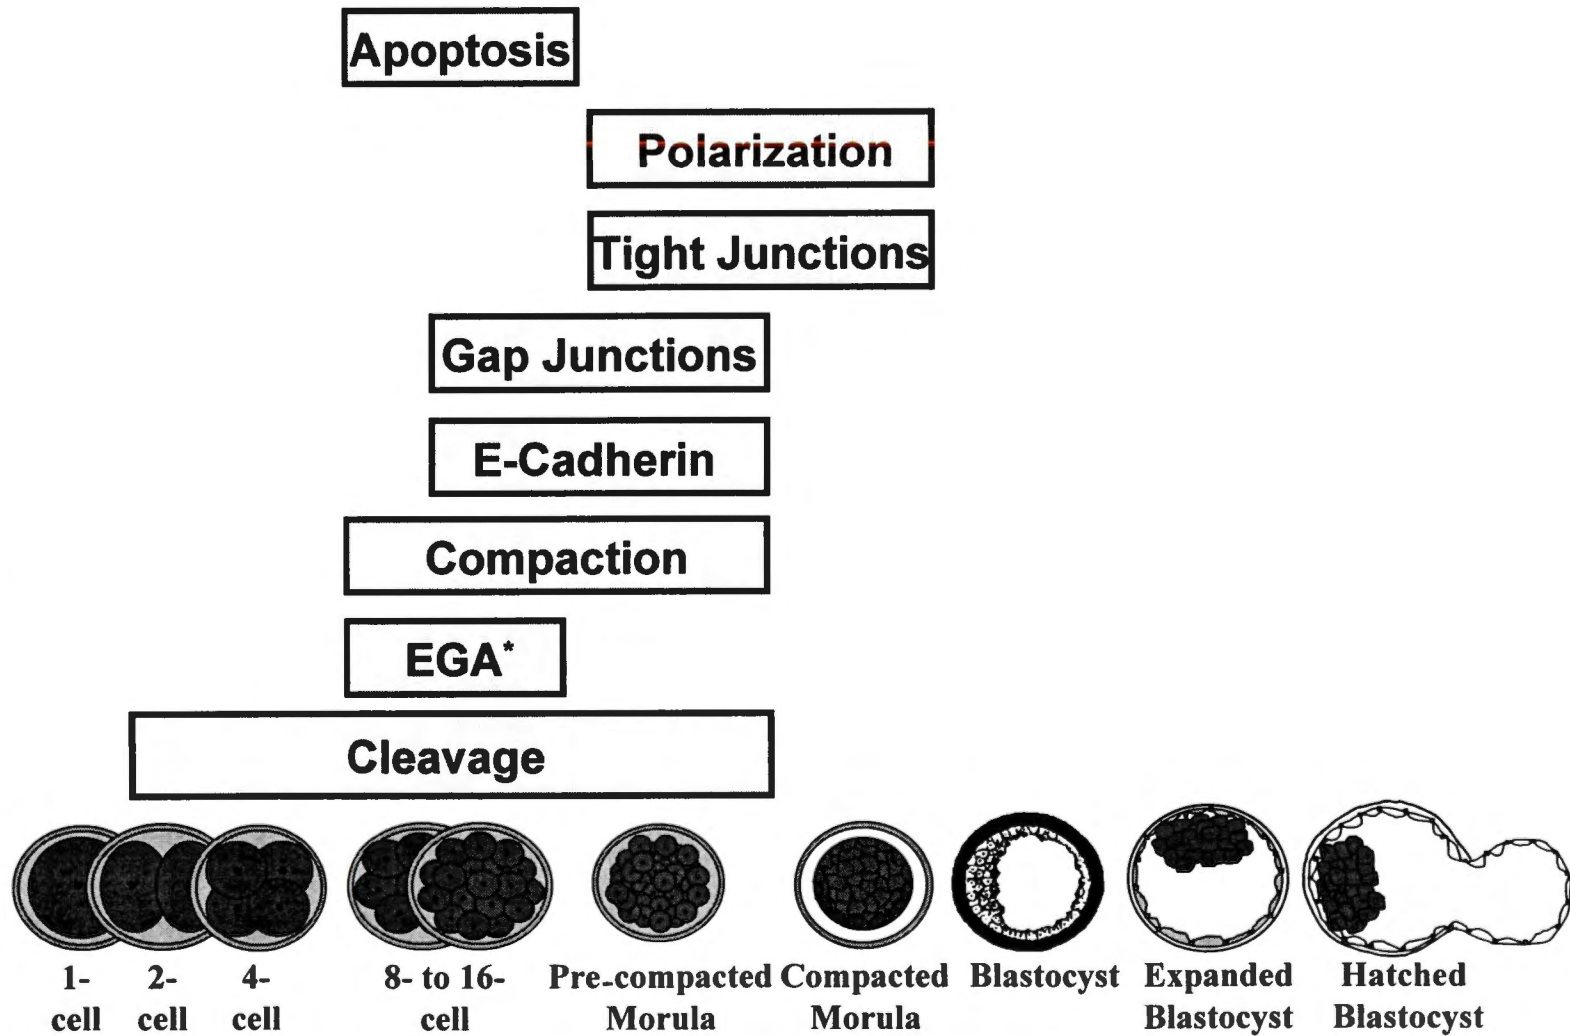 Apoptosis
Polarization
Tight Junctions
Gap Junctions
E-Cadherin
Compaction
EGA*
Cleavage
1-
cell
2-
cell
4-
cell
8- to 16-
cell
Pre-compacted
Morula
Compacted
Morula
Blastocyst
Expanded
Blastocyst
Hatched
Blastocyst